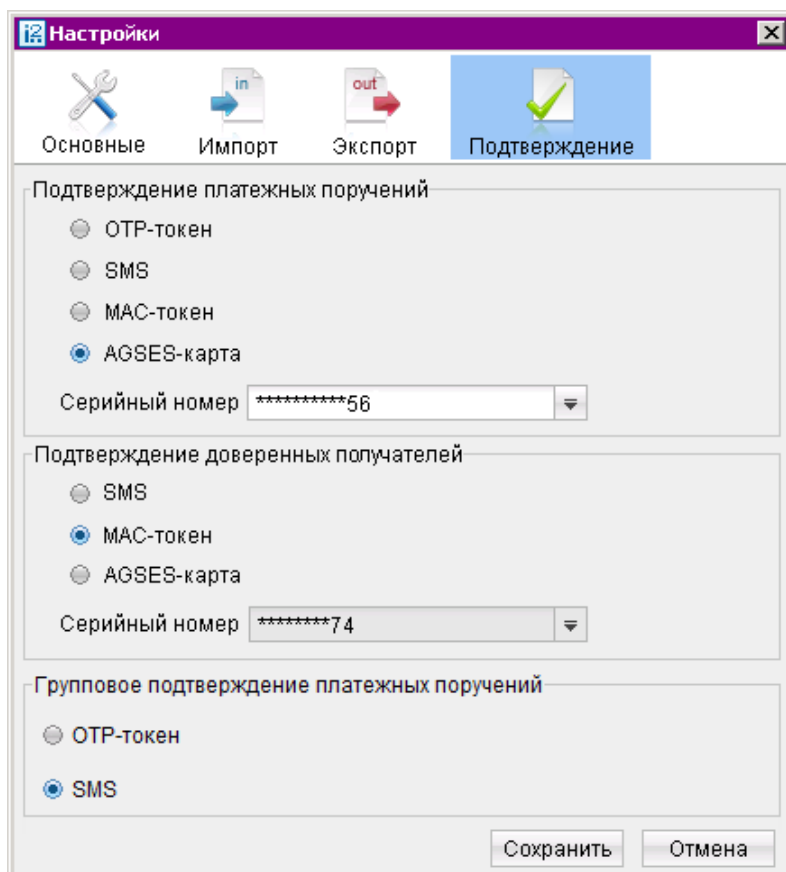 i2 Настройки
in
out
Основные Импорт Экспорт Подтверждение
Подтверждение платежных поручений
OTP-токен
SMS
MAC-токен
AGSES-карта
Серийный номер **********56
Подтверждение доверенных получателей
SMS
MAC-токен
AGSES-карта
Серийный номер ********74
Групповое подтверждение платежных поручений
OTP-токен
SMS
Сохранить Отмена